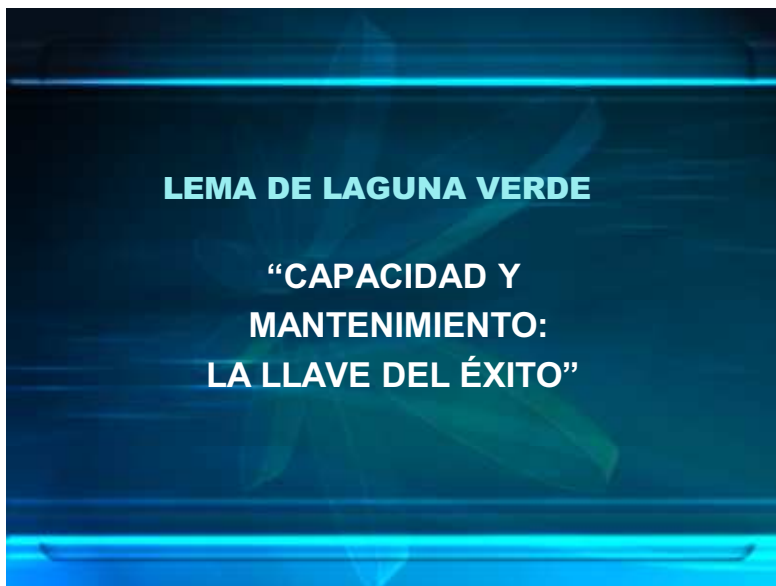 LEMA DE LAGUNA VERDE
“CAPACIDAD Y
MANTENIMIENTO:
LA LLAVE DEL ÉXITO”